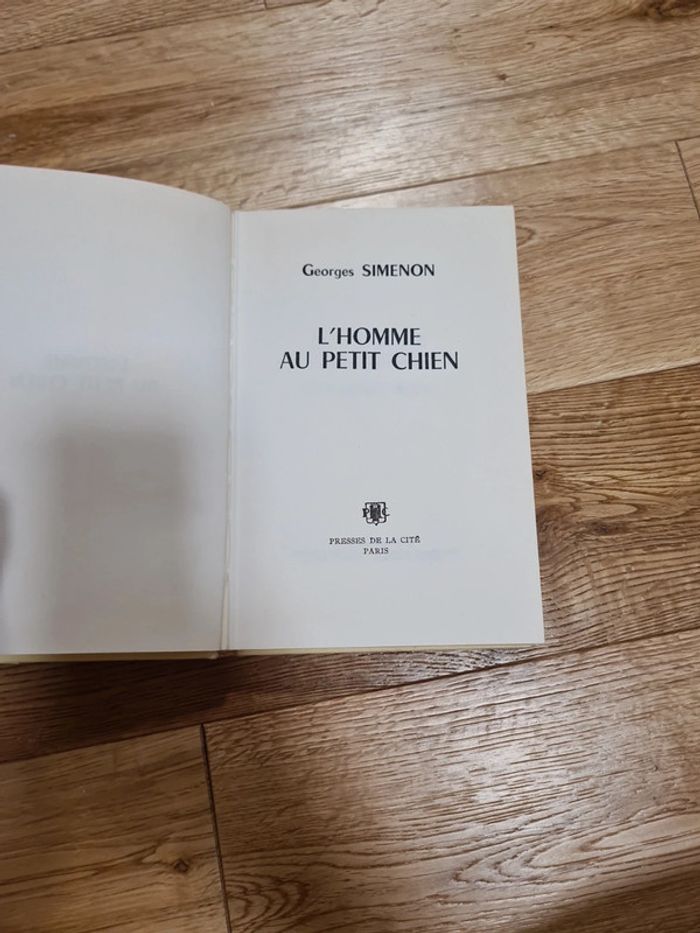 Georges SIMENON
L'HOMME
AU PETIT CHIEN
PRESSES DE LA CITÉ
PARIS